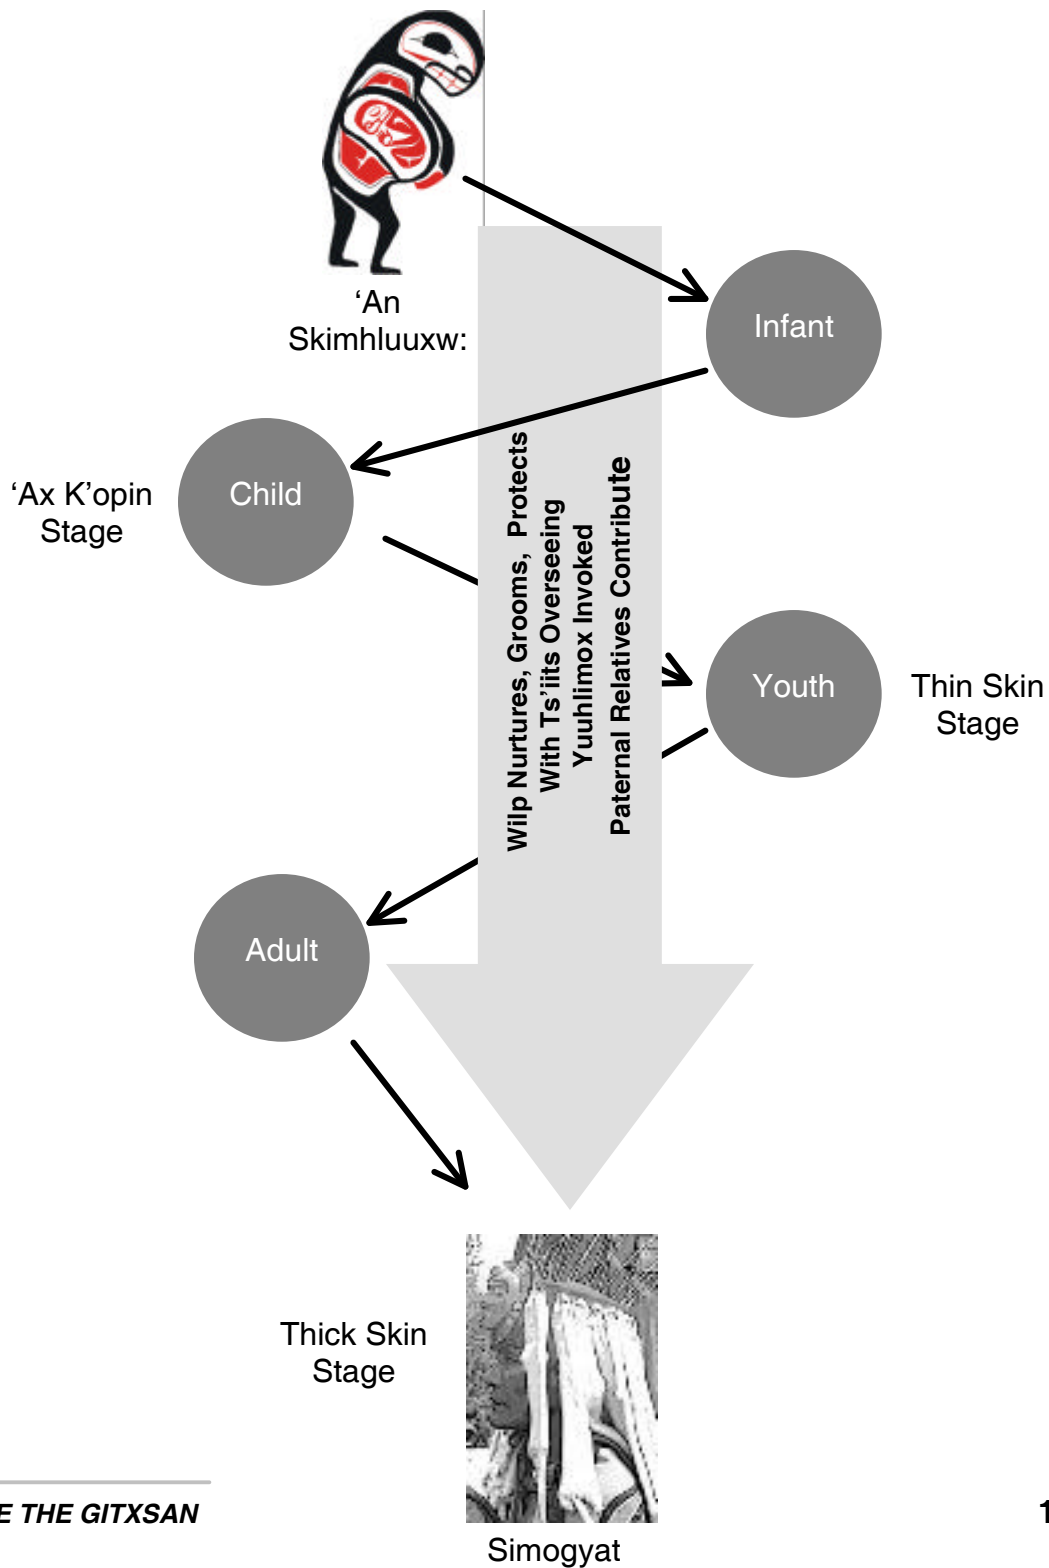 ‘An
Skimhluuxw:
Infant
Child
‘Ax K’opin
Stage
Wilp Nurtures, Grooms, Protects
With Ts’iits Overseeing
Yuuhlimox Invoked
Paternal Relatives Contribute
Youth
Thin Skin
Stage
Adult
Thick Skin
Stage
Simogyat
E THE GITXSAN
1